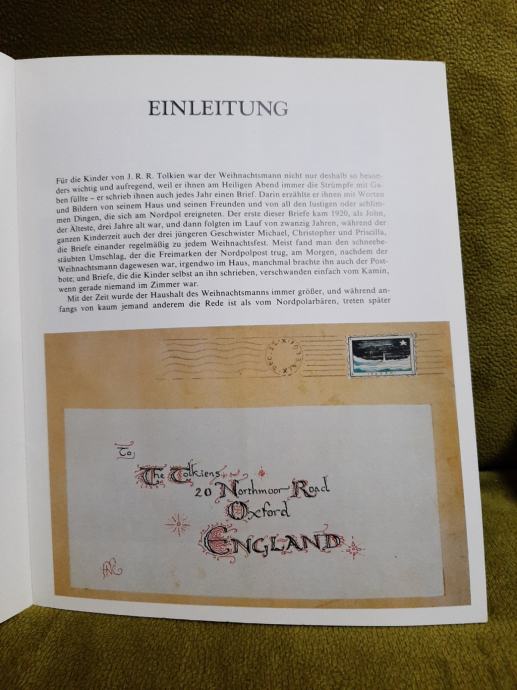 EINLEITUNG
Für die Kinder von J. R. R. Tolkien war der Weihnachtsmann nicht nur deshalb so beson-
ders wichtig und aufregend, weil er ihnen am Heiligen Abend immer die Strümpfe mit Ga-
ben füllte – er schrieb ihnen auch jedes Jahr einen Brief. Darin erzählte er ihnen mit Worten
und Bildern von seinem Haus und seinen Freunden und von all den lustigen oder schlim-
men Dingen, die sich am Nordpol ereigneten. Der erste dieser Briefe kam 1920, als John,
der Älteste, drei Jahre alt war, und dann folgten im Lauf von zwanzig Jahren, während der
ganzen Kinderzeit auch der drei jüngeren Geschwister Michael, Christopher und Priscilla,
die Briefe einander regelmäßig zu jedem Weihnachtsfest. Meist fand man den schneebe-
stäubten Umschlag, der die Freimarken der Nordpolpost trug, am Morgen, nachdem der
Weihnachtsmann dagewesen war, irgendwo im Haus, manchmal brachte ihn auch der Post-
bote; und Briefe, die die Kinder selbst an ihn schrieben, verschwanden einfach vom Kamin,
wenn gerade niemand im Zimmer war.
Mit der Zeit wurde der Haushalt des Weihnachtsmanns immer größer, und während an-
fangs von kaum jemand anderem die Rede ist als vom Nordpolarbären, treten später
To
The Tolkiens,
20 Northmoor Road
Oxford
ENGLAND